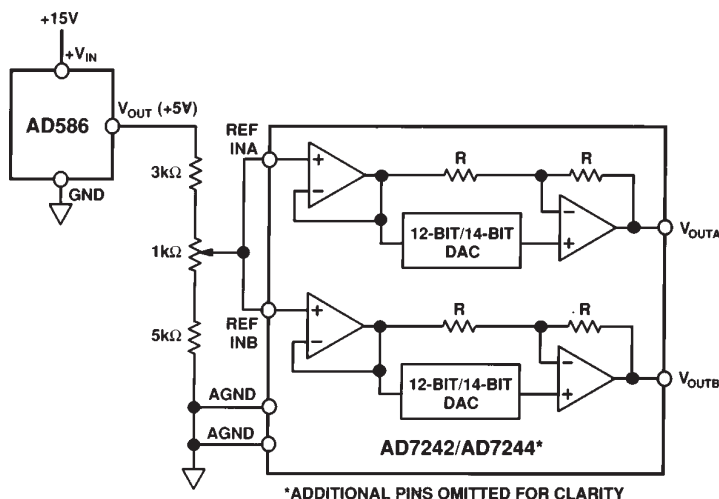 +15V
+VIN
VOUT (+5V)
AD586
GND
3kΩ
1kΩ
5kΩ
REF
INA
R
R
12-BIT/14-BIT
DAC
VOUTA
REF
INB
R
R
12-BIT/14-BIT
DAC
VOUTB
AGND
AGND
AD7242/AD7244*
*ADDITIONAL PINS OMITTED FOR CLARITY